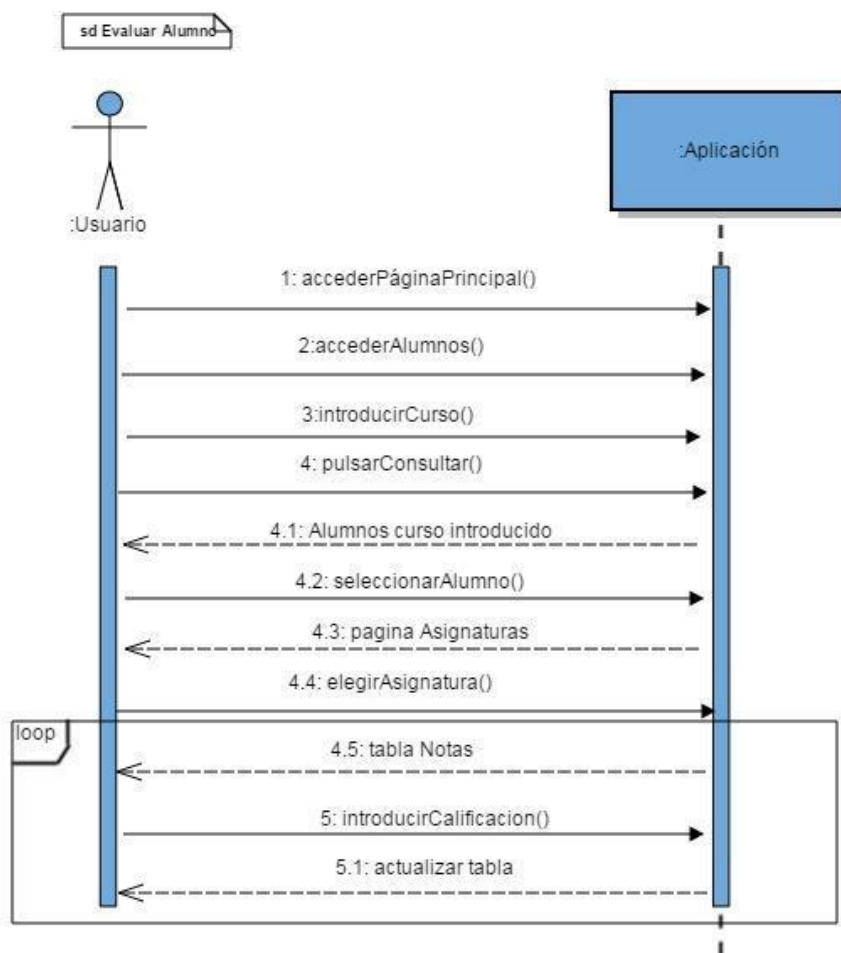 sd Evaluar Alumno
:Aplicación
:Usuario
1: accederPáginaPrincipal()
2:accederAlumnos()
3:introducirCurso()
4: pulsarConsultar()
4.1: Alumnos curso introducido
4.2: seleccionarAlumno()
4.3: pagina Asignaturas
4.4: elegirAsignatura()
loop
4.5: tabla Notas
5: introducirCalificacion()
5.1: actualizar tabla